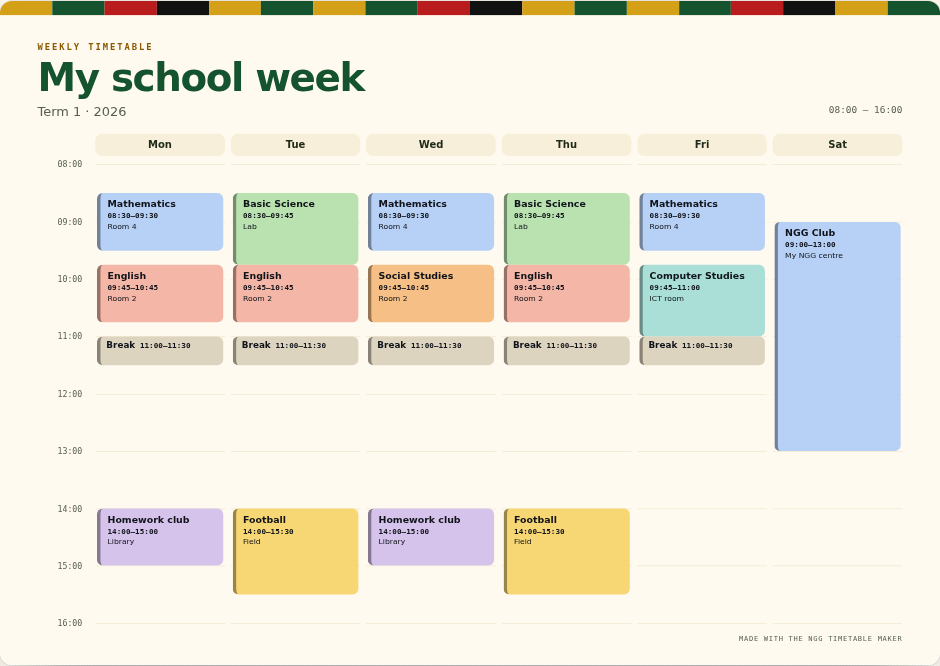 WEEKLY TIMETABLE
My school week
Term 1 · 2026
08:00 — 16:00
Mon Tue Wed Thu Fri Sat
08:00
Mathematics
08:30–09:30
Room 4
Basic Science
08:30–09:45
Lab
Mathematics
08:30–09:30
Room 4
Basic Science
08:30–09:45
Lab
Mathematics
08:30–09:30
Room 4
09:00
NGG Club
09:00–13:00
My NGG centre
English
09:45–10:45
Room 2
English
09:45–10:45
Room 2
Social Studies
09:45–10:45
Room 2
English
09:45–10:45
Room 2
Computer Studies
09:45–11:00
ICT room
10:00
11:00
Break 11:00–11:30
Break 11:00–11:30
Break 11:00–11:30
Break 11:00–11:30
Break 11:00–11:30
12:00
13:00
14:00
Homework club
14:00–15:00
Library
Football
14:00–15:30
Field
Homework club
14:00–15:00
Library
Football
14:00–15:30
Field
15:00
16:00
MADE WITH THE NGG TIMETABLE MAKER